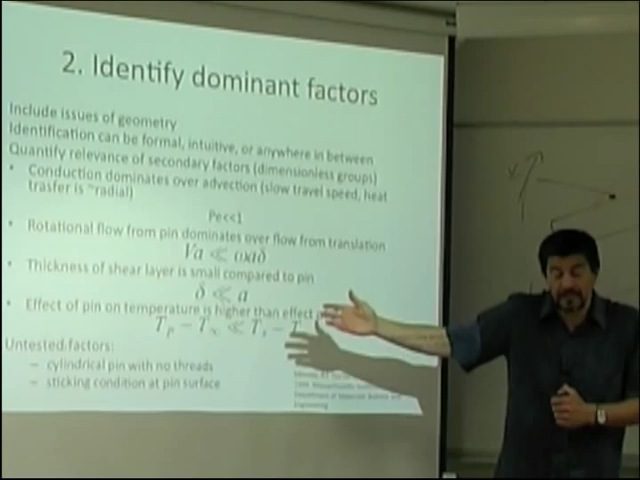 2. Identify dominant factors
Include issues of geometry
Identification can be formal, intuitive, or anywhere in between
Quantify relevance of secondary factors (dimensionless groups)
• Conduction dominates over advection (slow travel speed, heat
trasfer is ~radial)
Pe<<1
• Rotational flow from pin dominates over flow from translation
Va ≪ ωaδ
• Thickness of shear layer is small compared to pin
δ ≪ a
• Effect of pin on temperature is higher than effect
Tp − T∞ ≪ Ts − T
Untested factors:
– cylindrical pin with no threads
– sticking condition at pin surface